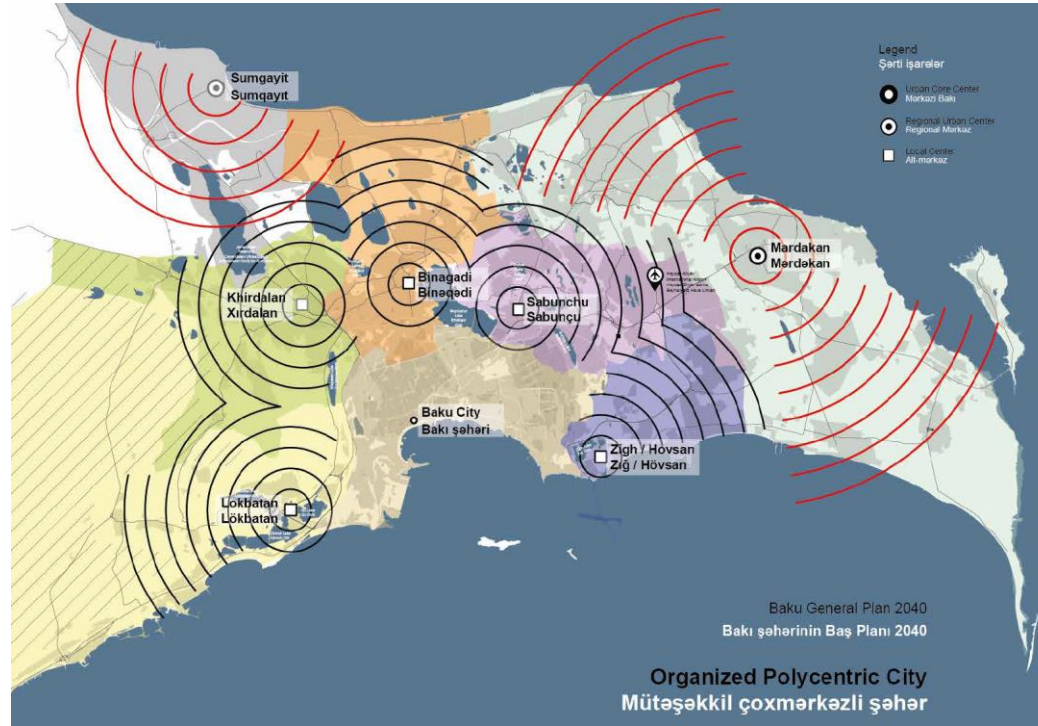 Sumgayit
Sumqayıt
Legend
Şərti işarələr
Urban Core Center
Mərkəzi Bakı
Regional Urban Center
Regional Mərkəz
Local Center
Alt-mərkəz
Mardakan
Mərdəkan
Binagadi
Binəqədi
Khirdalan
Xırdalan
Sabunchu
Sabunçu
Baku City
Bakı şəhəri
Zigh / Hovsan
Zığ / Hövsan
Lokbatan
Lökbatan
Baku General Plan 2040
Bakı şəhərinin Baş Planı 2040
Organized Polycentric City
Mütəşəkkil çoxmərkəzli şəhər